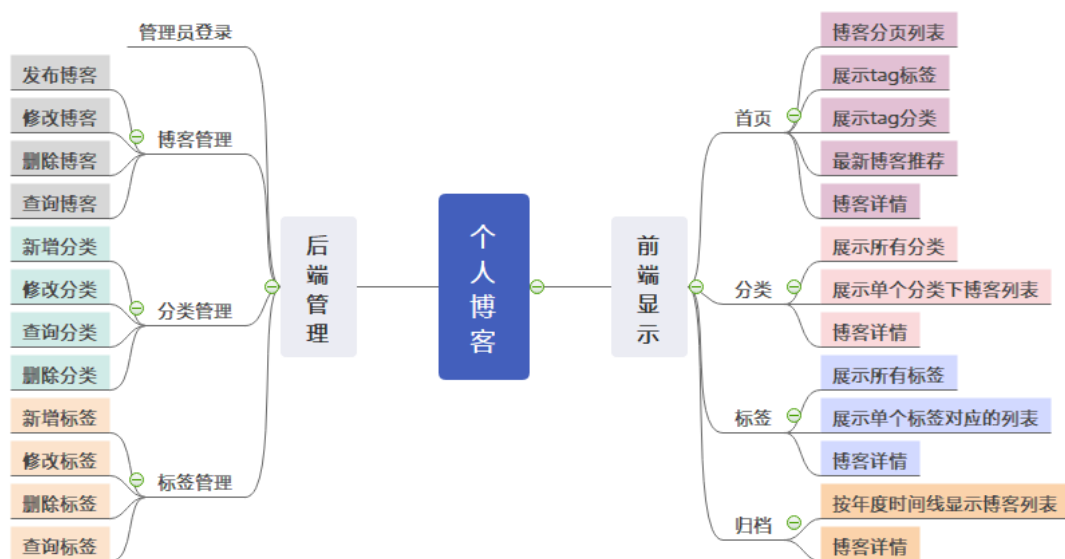 管理员登录
发布博客
修改博客
删除博客
查询博客
博客管理
新增分类
修改分类
查询分类
删除分类
分类管理
新增标签
修改标签
删除标签
查询标签
标签管理
后端管理
个人博客
前端显示
首页
博客分页列表
展示tag标签
展示tag分类
最新博客推荐
博客详情
分类
展示所有分类
展示单个分类下博客列表
博客详情
标签
展示所有标签
展示单个标签对应的列表
博客详情
归档
按年度时间线显示博客列表
博客详情